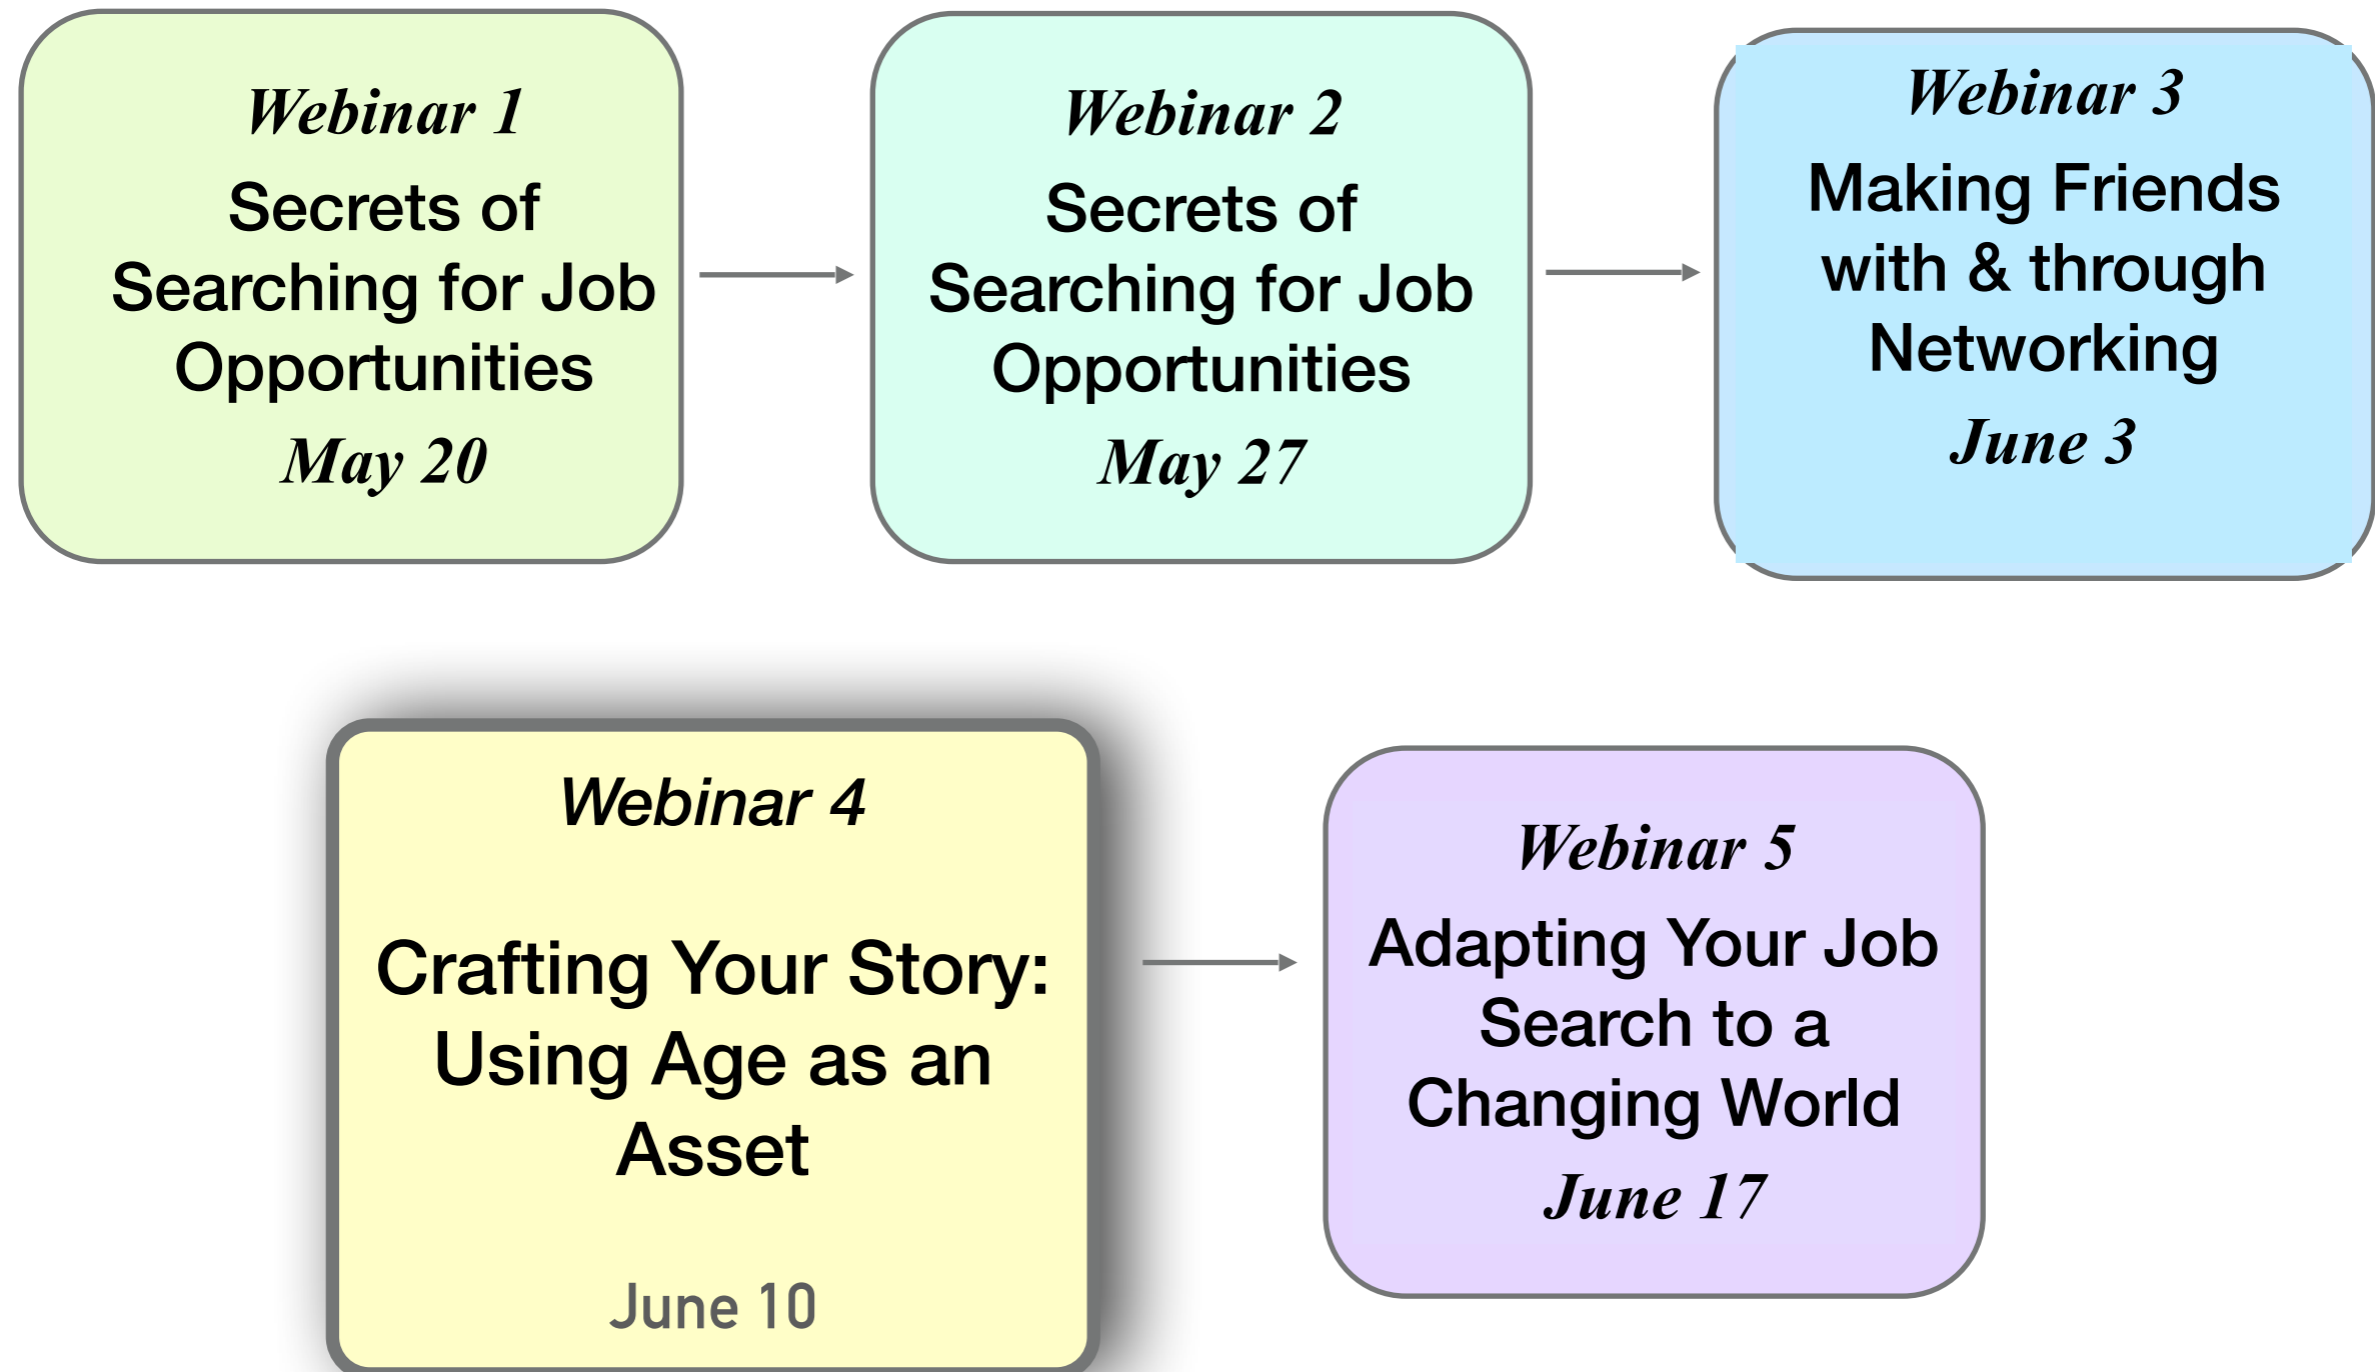 Webinar 1
Secrets of
Searching for Job
Opportunities
May 20
Webinar 2
Secrets of
Searching for Job
Opportunities
May 27
Webinar 3
Making Friends
with & through
Networking
June 3
Webinar 4
Crafting Your Story:
Using Age as an
Asset
June 10
Webinar 5
Adapting Your Job
Search to a
Changing World
June 17